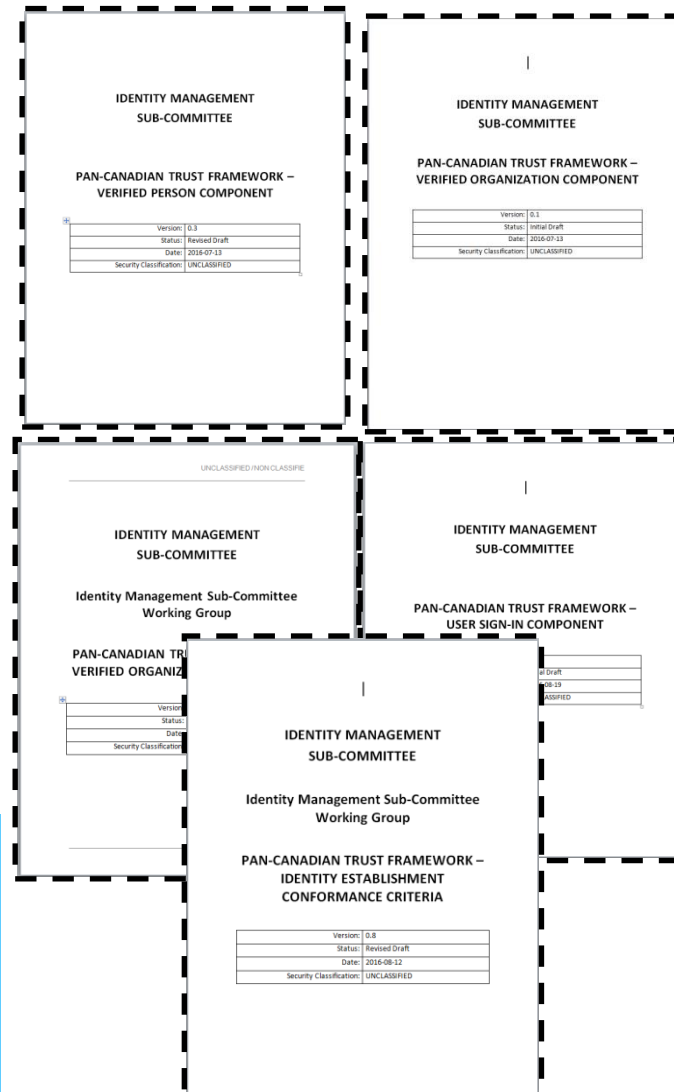 IDENTITY MANAGEMENT
SUB-COMMITTEE
PAN-CANADIAN TRUST FRAMEWORK –
VERIFIED PERSON COMPONENT
Version: 0.3
Status: Revised Draft
Date: 2016-07-13
Security Classification: UNCLASSIFIED
IDENTITY MANAGEMENT
SUB-COMMITTEE
PAN-CANADIAN TRUST FRAMEWORK –
VERIFIED ORGANIZATION COMPONENT
Version: 0.1
Status: Initial Draft
Date: 2016-07-13
Security Classification: UNCLASSIFIED
UNCLASSIFIED / NON CLASSIFIE
IDENTITY MANAGEMENT
SUB-COMMITTEE
Identity Management Sub-Committee
Working Group
PAN-CANADIAN TR
VERIFIED ORGANIZ
Version
Status:
Date
Security Classification
IDENTITY MANAGEMENT
SUB-COMMITTEE
PAN-CANADIAN TRUST FRAMEWORK –
USER SIGN-IN COMPONENT
al Draft
08-19
ASSIFIED
IDENTITY MANAGEMENT
SUB-COMMITTEE
Identity Management Sub-Committee
Working Group
PAN-CANADIAN TRUST FRAMEWORK –
IDENTITY ESTABLISHMENT
CONFORMANCE CRITERIA
Version: 0.8
Status: Revised Draft
Date: 2016-08-12
Security Classification: UNCLASSIFIED